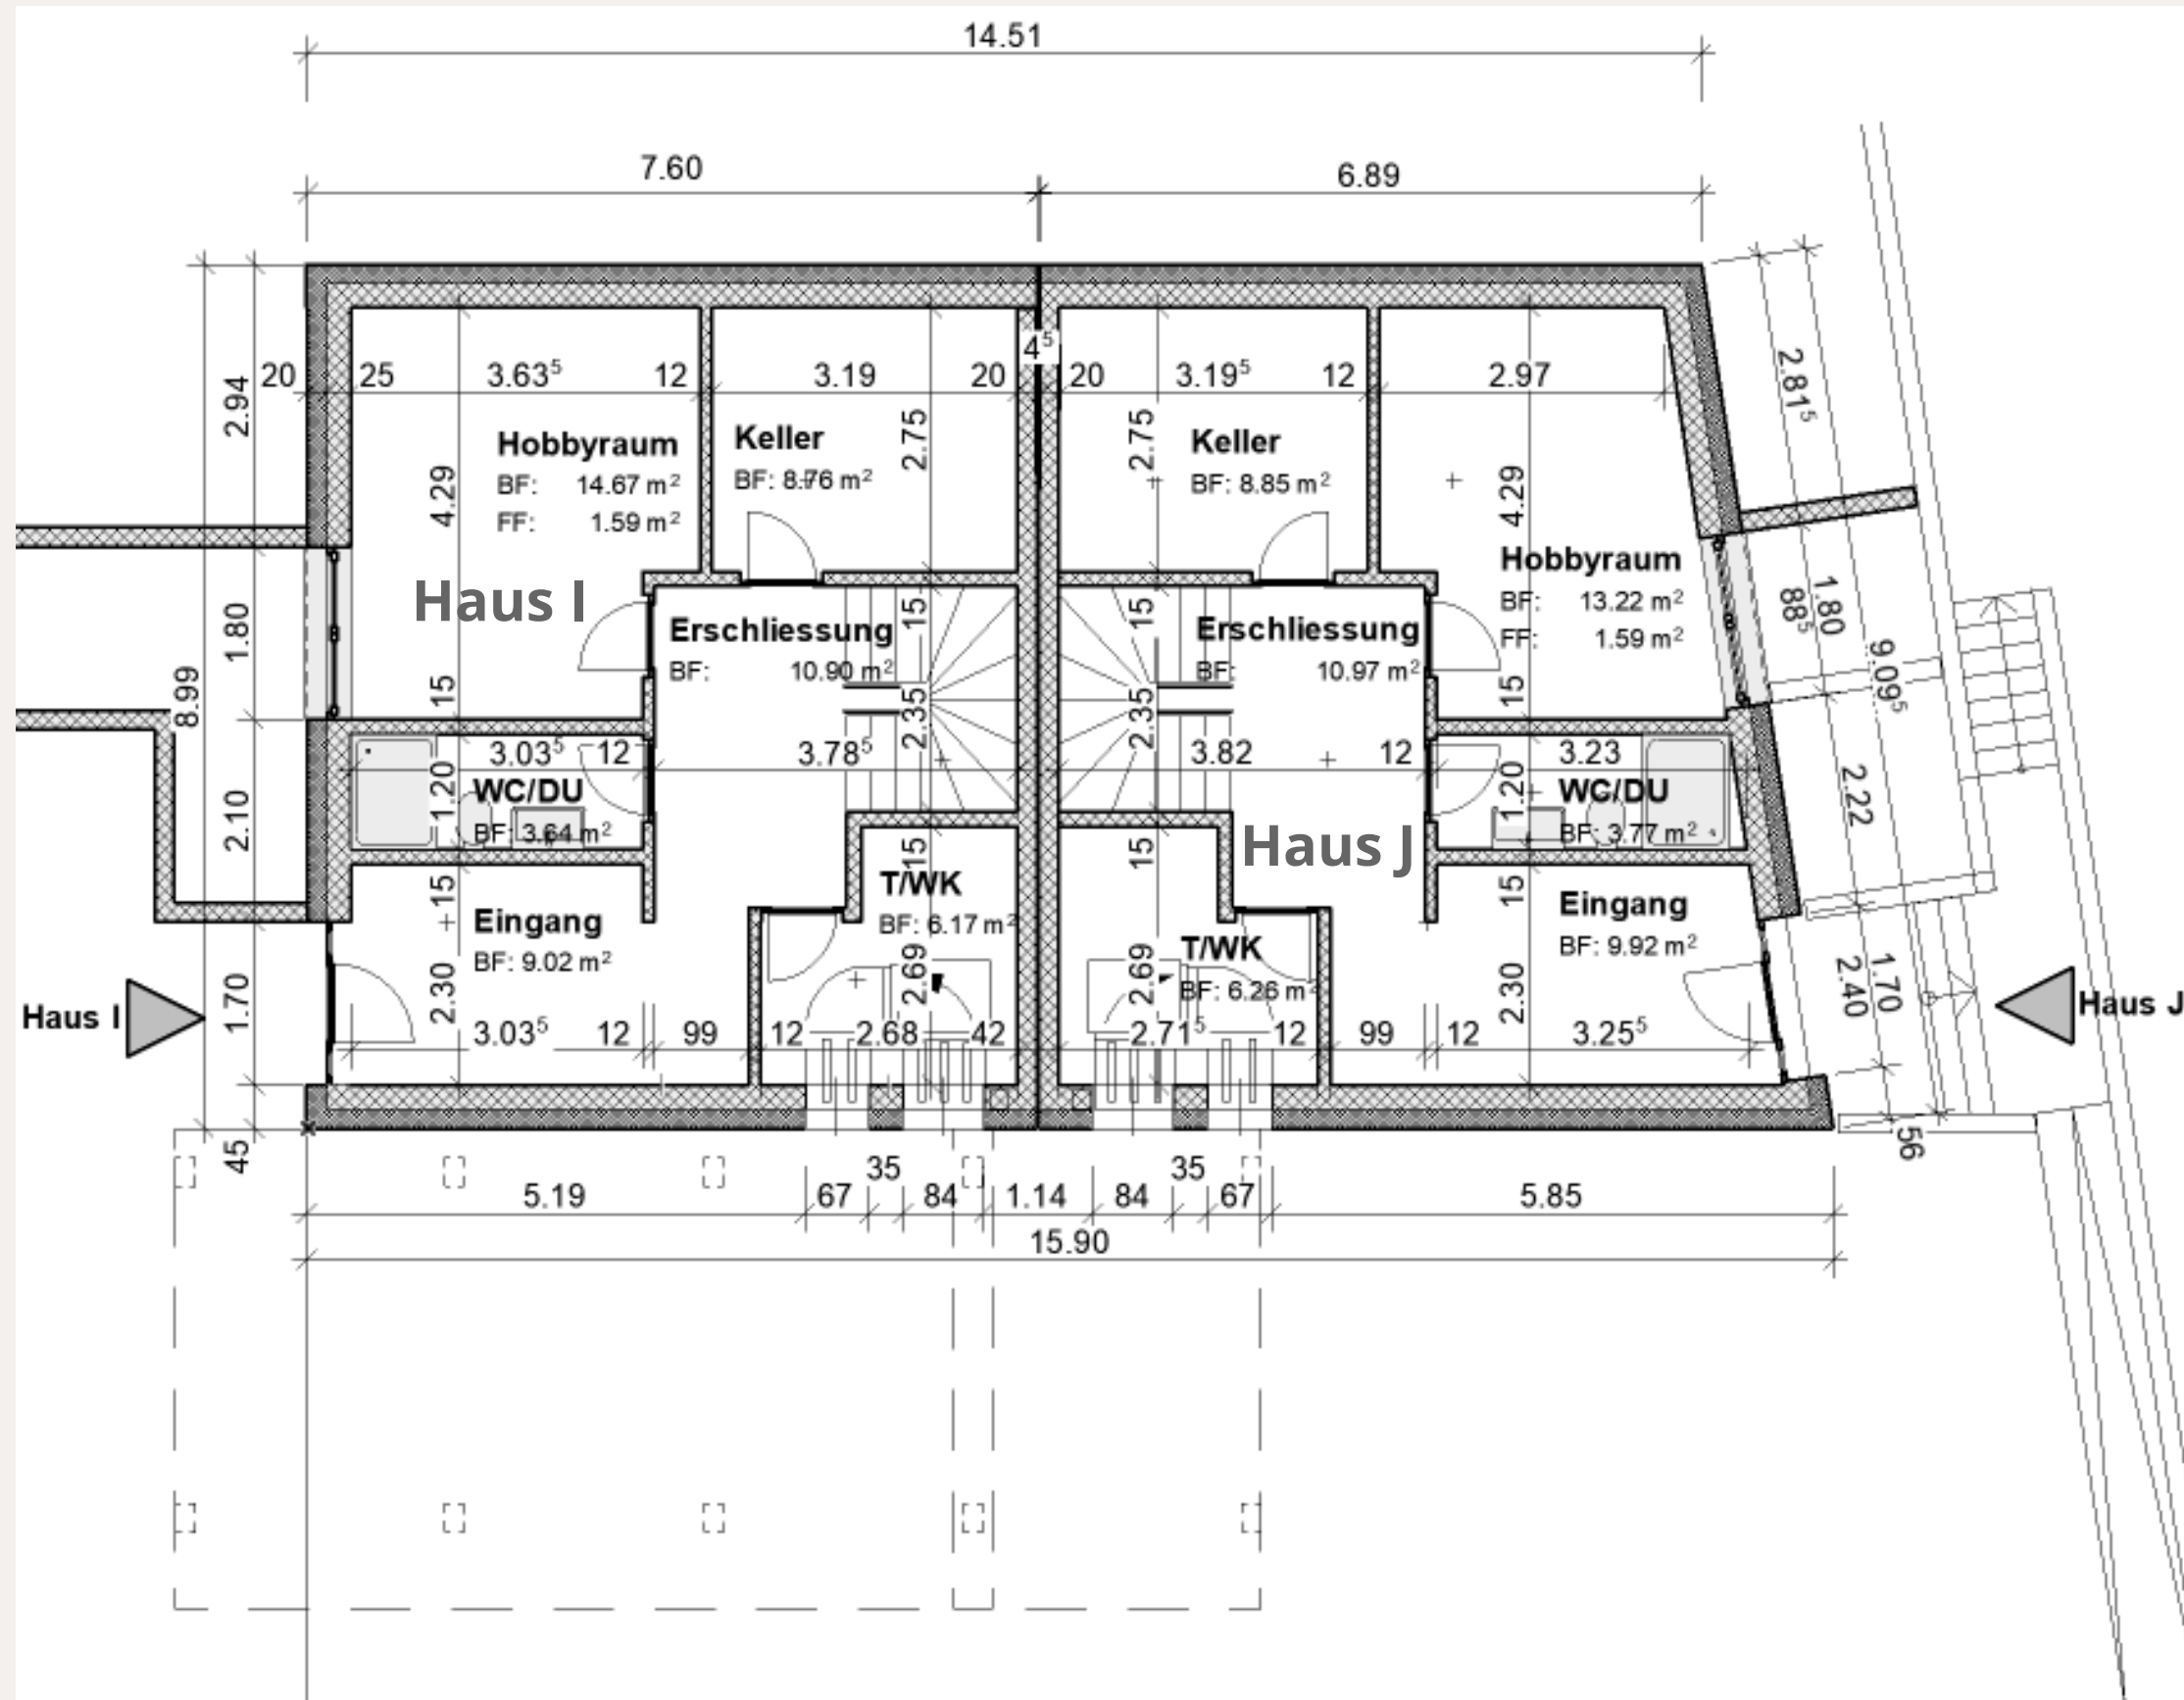 14.51
7.60
6.89
20 25 3.63⁵ 12 3.19 20 4⁵ 20 3.19⁵ 12 2.97
2.94
1.80
8.99
2.10
1.70
45
4.29
15
1.20
15
2.30
Hobbyraum
BF: 14.67 m²
FF: 1.59 m²
Haus I
Keller
BF: 8.76 m²
2.75
2.75
Keller
BF: 8.85 m²
4.29
Hobbyraum
BF: 13.22 m²
FF: 1.59 m²
Erschliessung
BF: 10.90 m²
15
2.35
15
2.69
Erschliessung
BF: 10.97 m²
15
2.35
15
2.69
3.03⁵ 12 3.78⁵ 3.82 12 3.23
WC/DU
BF: 3.64 m²
Haus J
15
1.20
15
2.30
WC/DU
BF: 3.77 m²
T/WK
BF: 6.17 m²
T/WK
BF: 6.26 m²
Eingang
BF: 9.02 m²
Eingang
BF: 9.92 m²
Haus I
Haus J
3.03⁵ 12 99 12 2.68 42 2.71⁵ 12 99 12 3.25⁵
2.81⁵
1.80
88⁵
9.09⁵
2.22
1.70
2.40
56
35 35
5.19 67 84 1.14 84 67 5.85
15.90